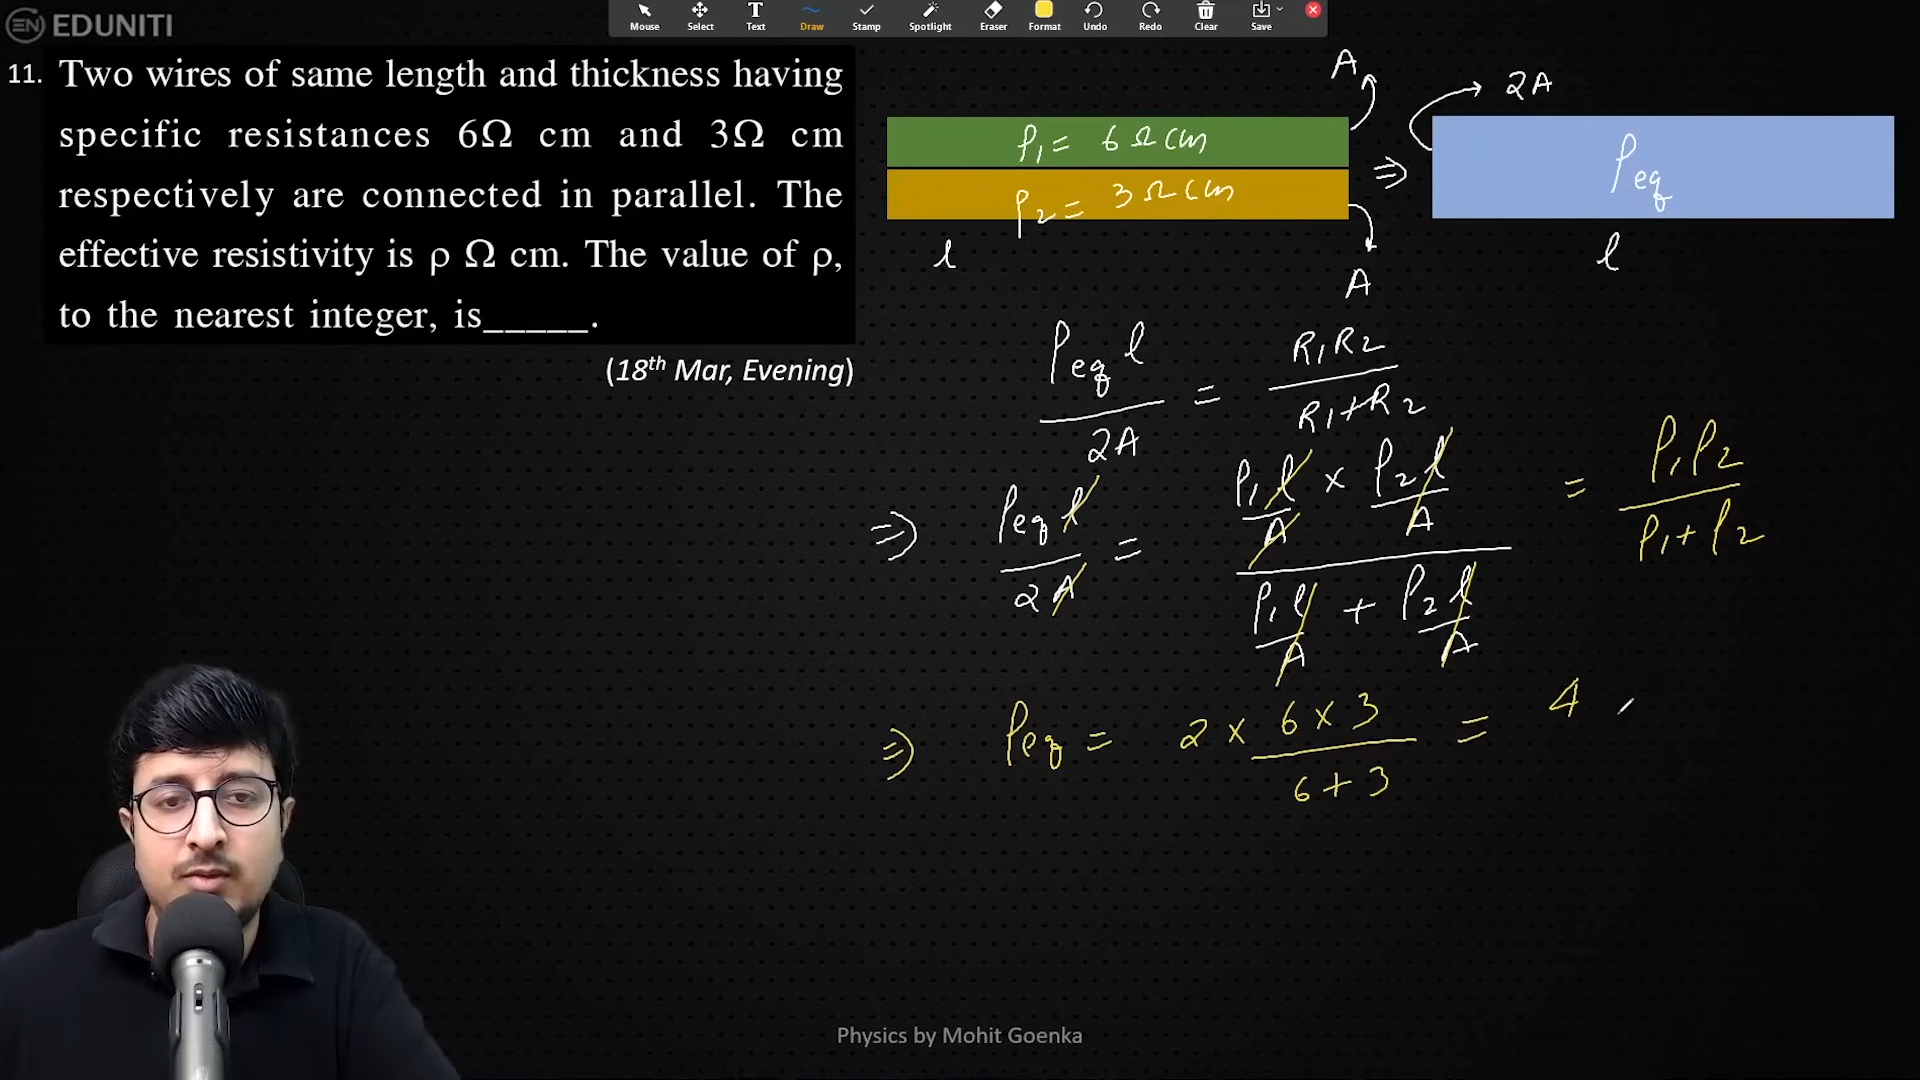 EN EDUNITI
Mouse Select Text Draw Stamp Spotlight Eraser Format Undo Redo Clear Save
11. Two wires of same length and thickness having
specific resistances 6Ω cm and 3Ω cm
respectively are connected in parallel. The
effective resistivity is ρ Ω cm. The value of ρ,
to the nearest integer, is_____.
(18th Mar, Evening)
A
2A
ρ1 = 6 Ω cm
ρ2 = 3 Ω cm
⇒
ρeq
l
A
l
ρeq l / 2A = R1R2 / R1+R2
⇒ ρeq l / 2A = (ρ1 l / A × ρ2 l / A) / (ρ1 l / A + ρ2 l / A) = ρ1ρ2 / ρ1+ρ2
⇒ ρeq = 2 × 6 × 3 / 6 + 3 = 4
Physics by Mohit Goenka